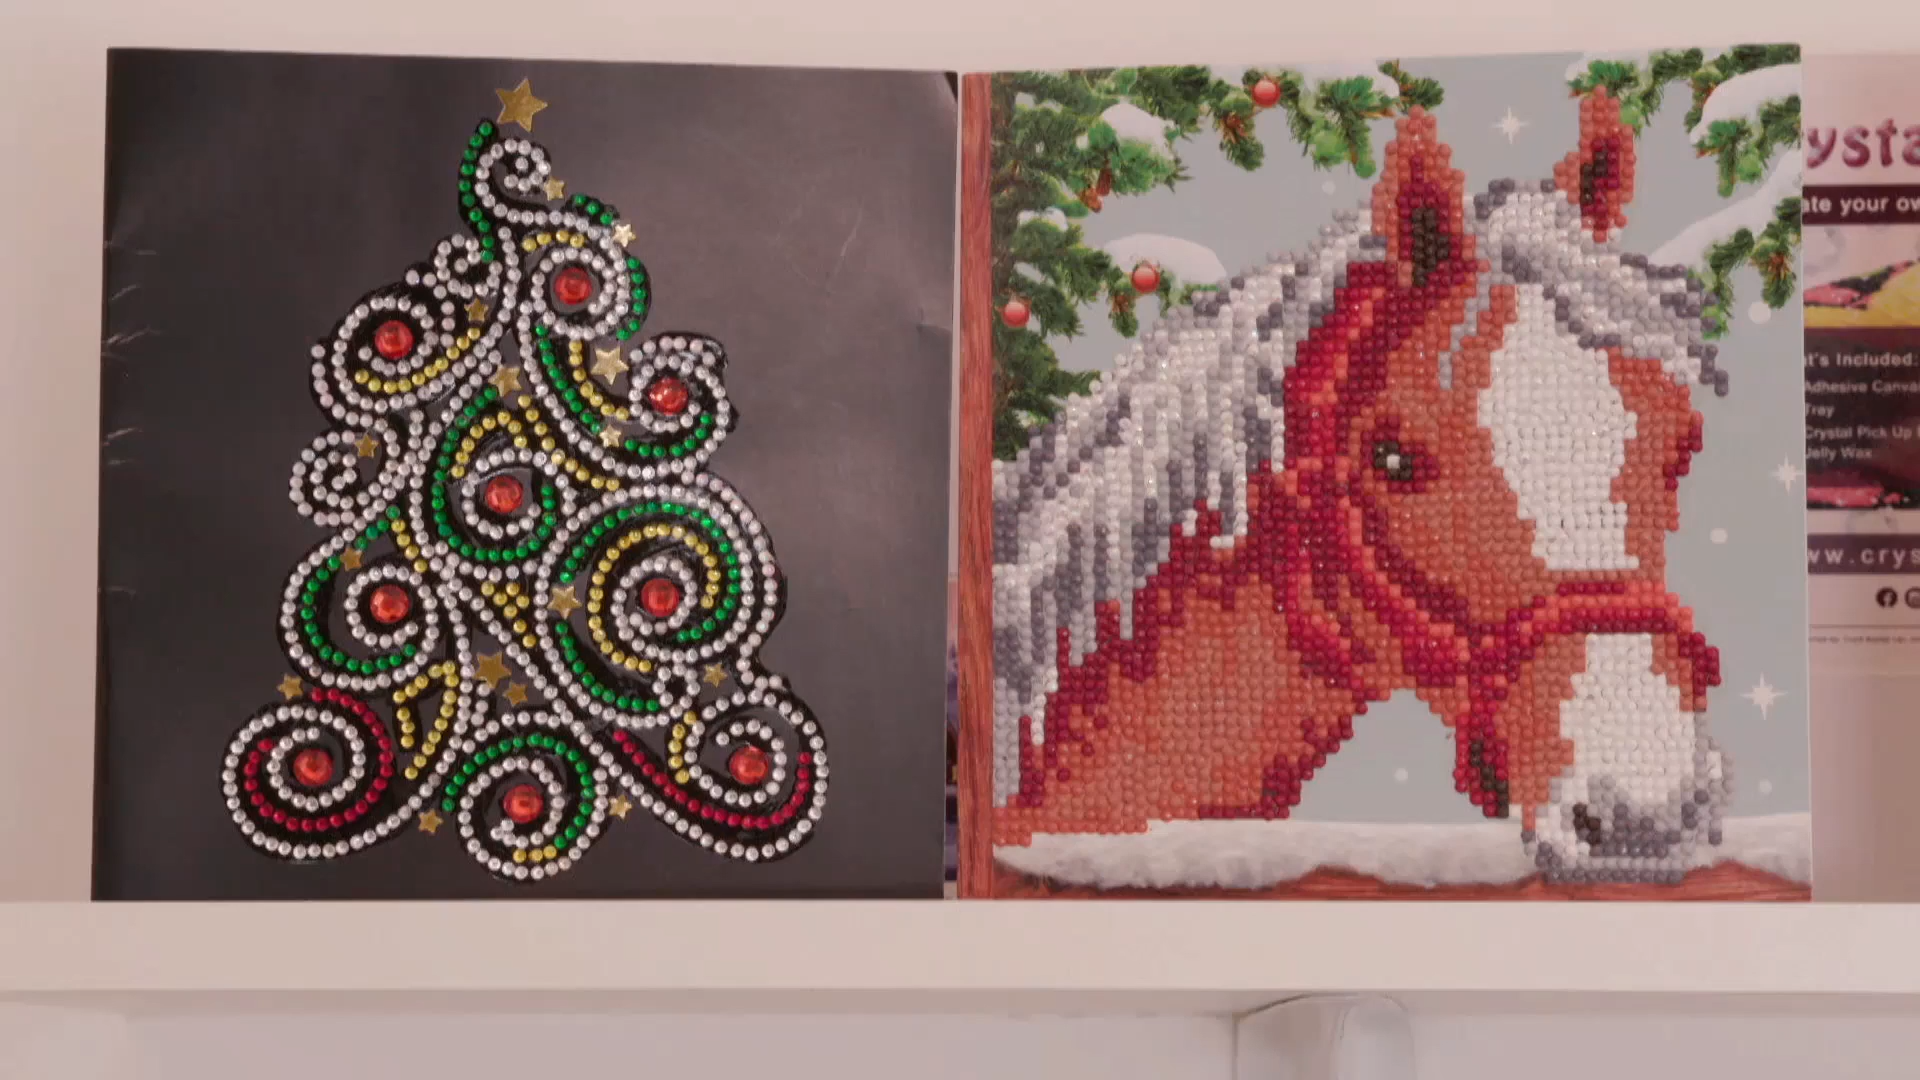 ysta
ate your ow
t's Included:
Adhesive Canva
Tray
Crystal Pick Up
Jelly Wax
ww.crys